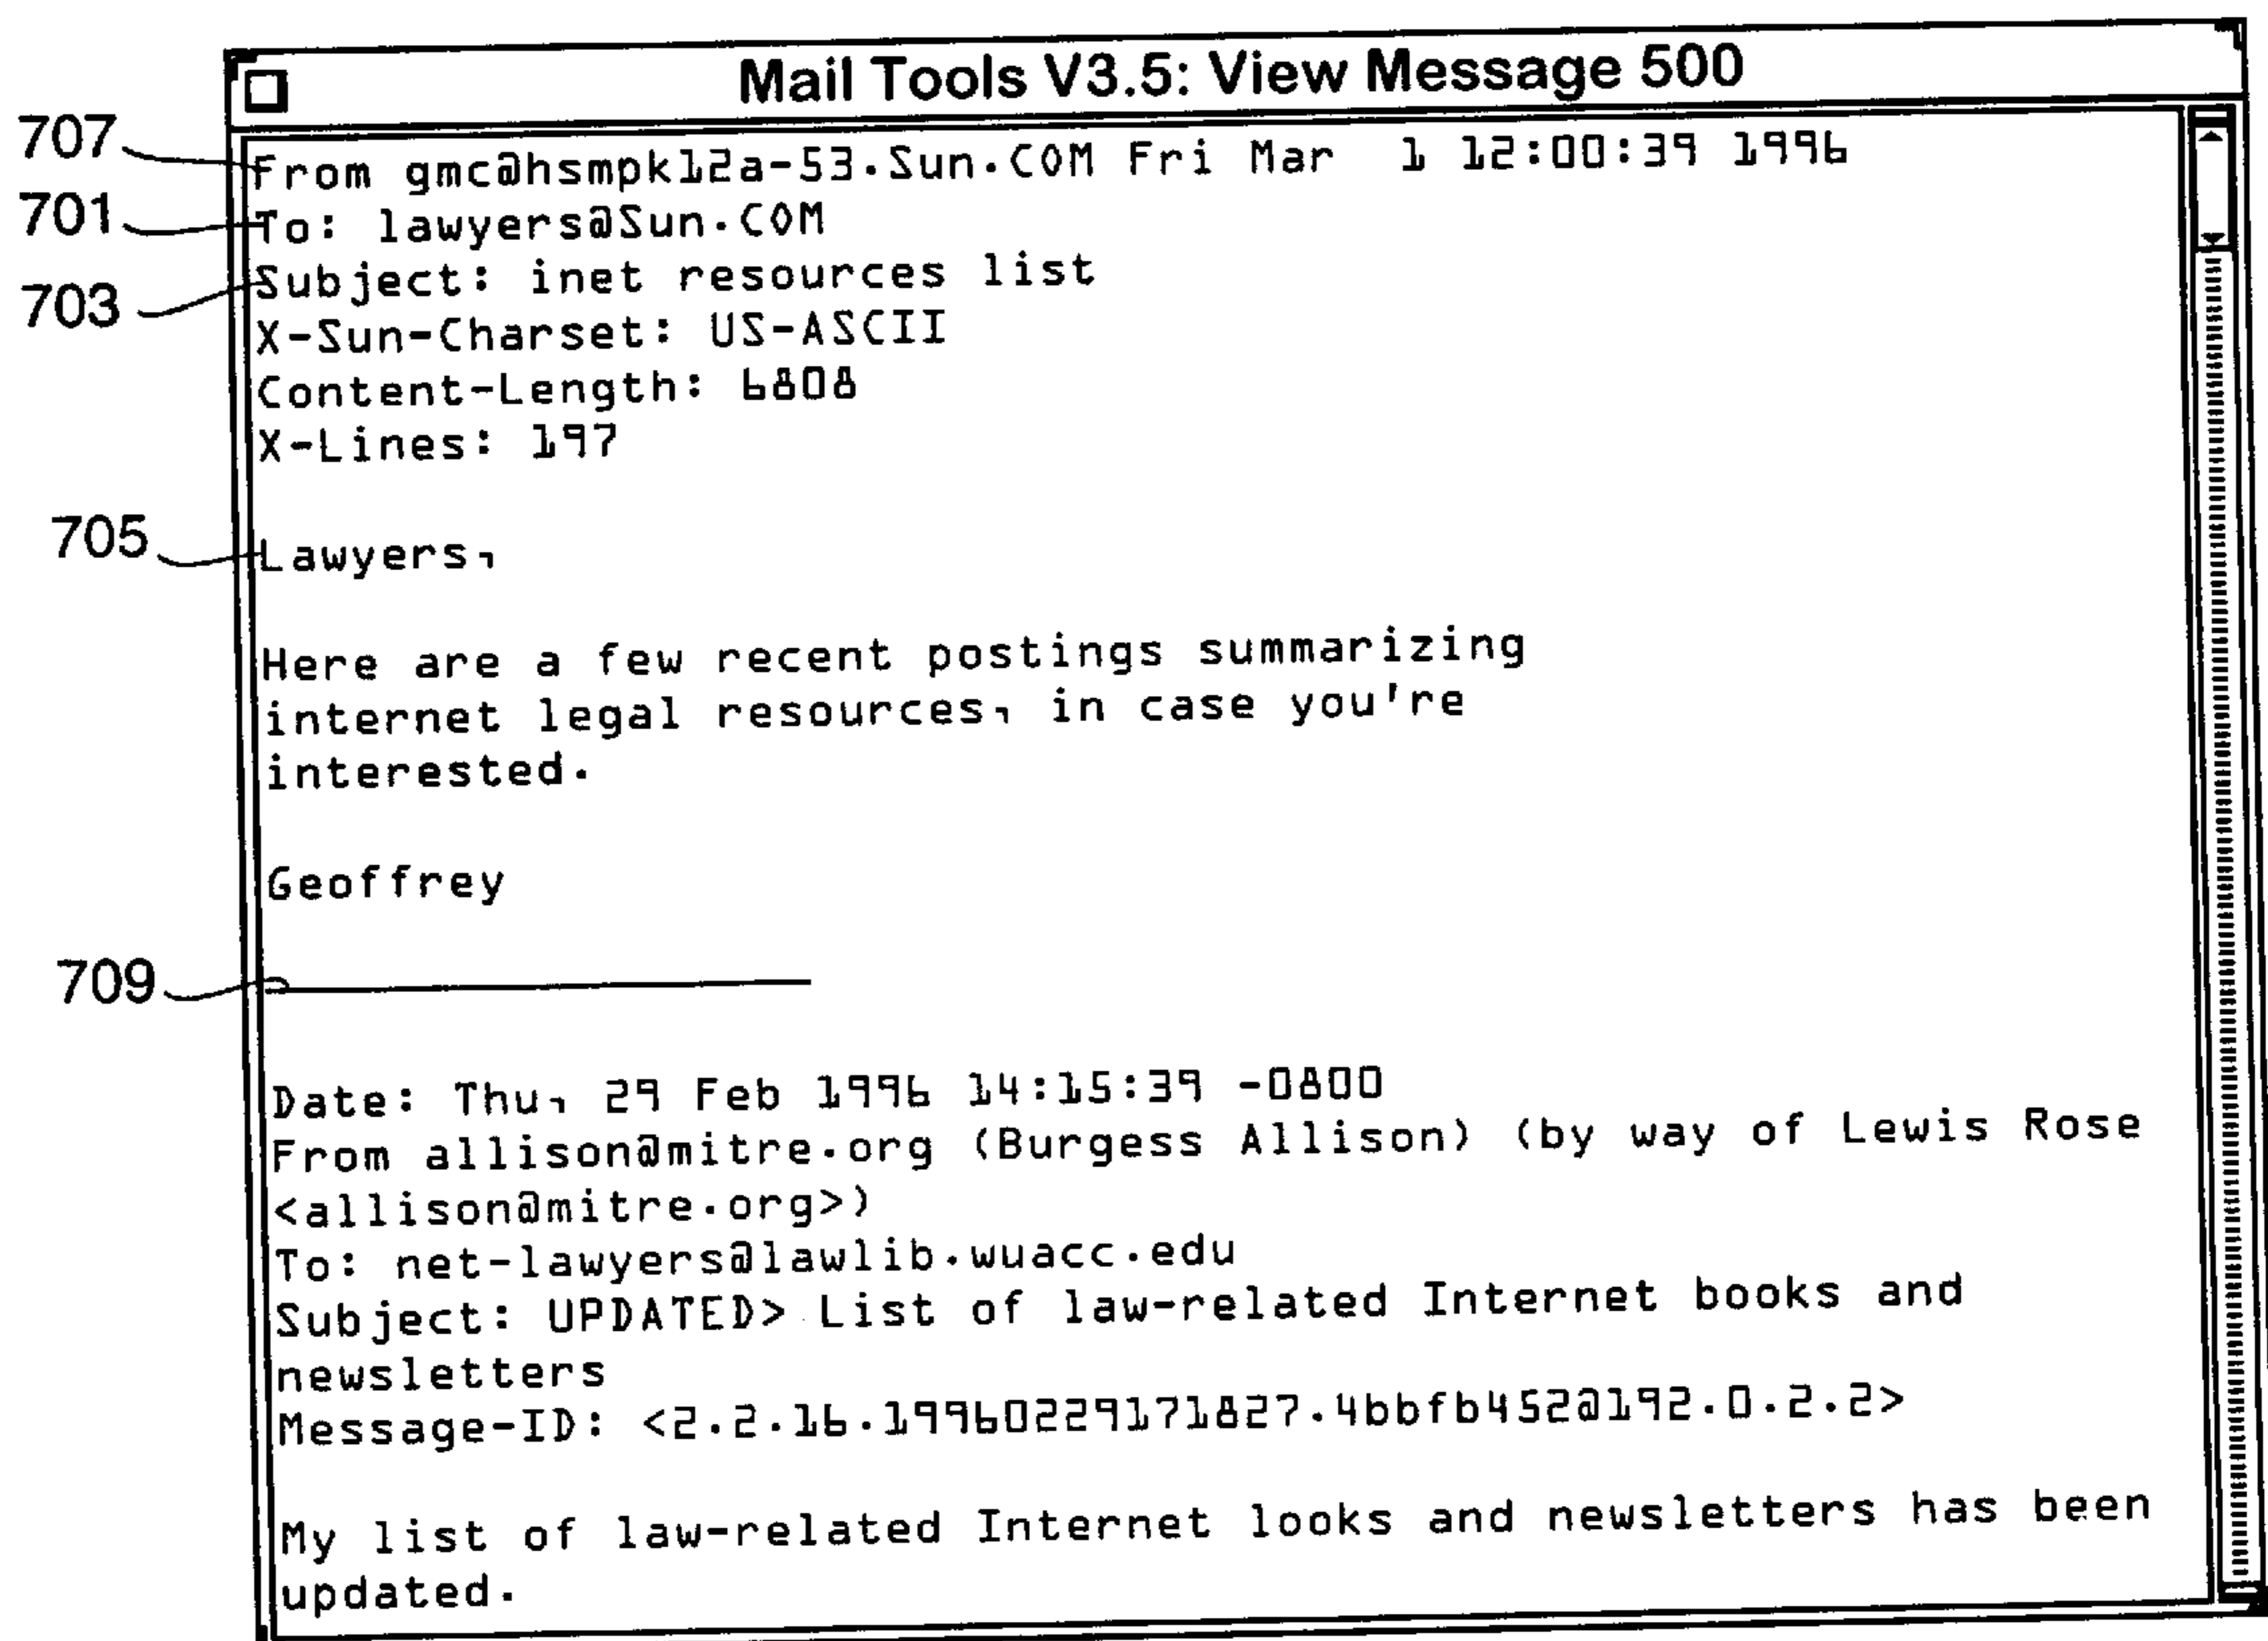 Mail Tools V3.5: View Message 500
707
From gmc@hsmpk12a-53.Sun.COM Fri Mar 1 12:00:39 1996
701
To: lawyers@Sun.COM
703
Subject: inet resources list
X-Sun-Charset: US-ASCII
Content-Length: 6808
X-Lines: 197
705
Lawyers,
Here are a few recent postings summarizing
internet legal resources, in case you're
interested.
Geoffrey
709
Date: Thu, 29 Feb 1996 14:15:39 -0800
From allison@mitre.org (Burgess Allison) (by way of Lewis Rose
<allison@mitre.org>)
To: net-lawyers@lawlib.wuacc.edu
Subject: UPDATED> List of law-related Internet books and
newsletters
Message-ID: <2.2.16.19960229171827.4bbfb452@192.0.2.2>
My list of law-related Internet looks and newsletters has been
updated.